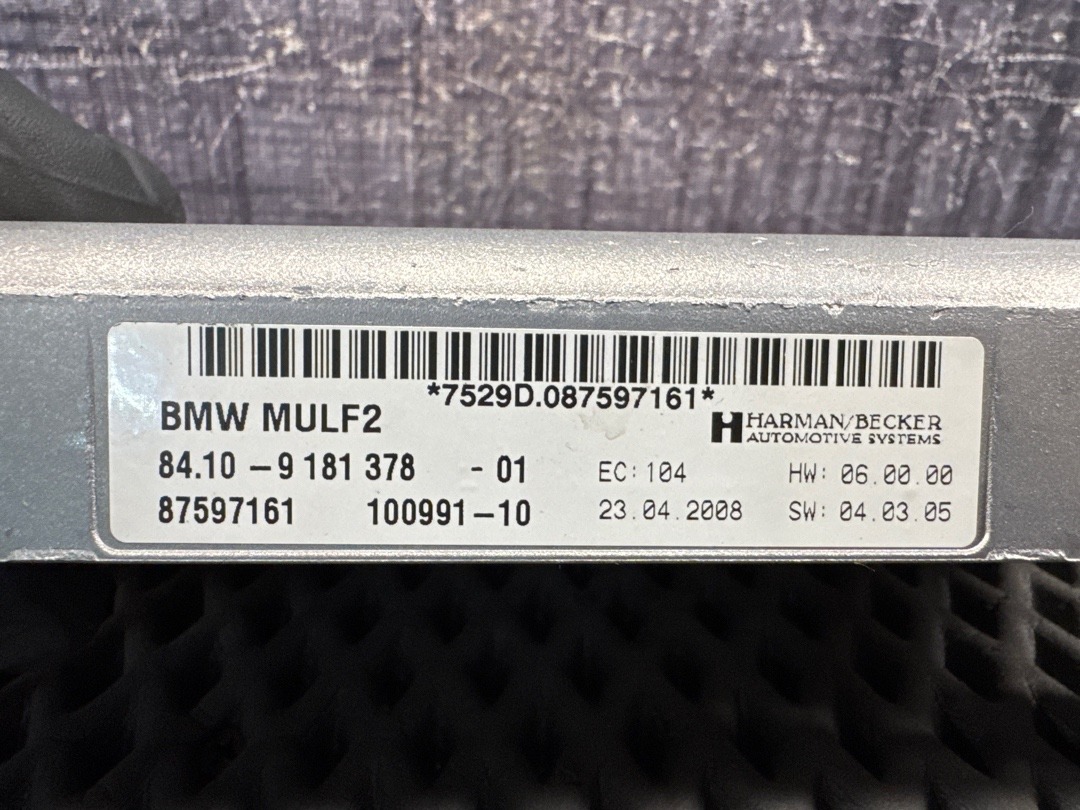 *7529D.087597161*
BMW MULF2
HARMAN/BECKER
AUTOMOTIVE SYSTEMS
84.10 - 9 181 378 - 01 EC: 104 HW: 06.00.00
87597161 100991-10 23.04.2008 SW: 04.03.05